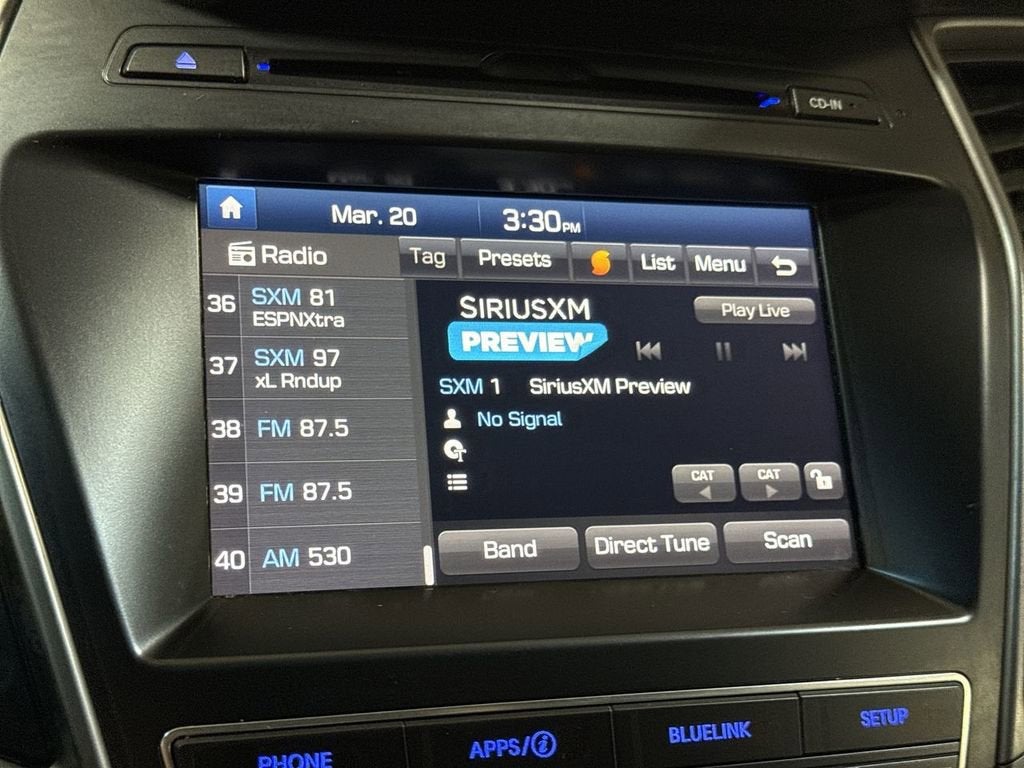 CD-IN
Mar. 20 3:30PM
Radio Tag Presets List Menu
36 SXM 81
ESPNXtra
37 SXM 97
xL Rndup
38 FM 87.5
39 FM 87.5
40 AM 530
SIRIUSXM
PREVIEW
Play Live
SXM 1 SiriusXM Preview
No Signal
CAT CAT
Band Direct Tune Scan
PHONE APPS/i BLUELINK SETUP